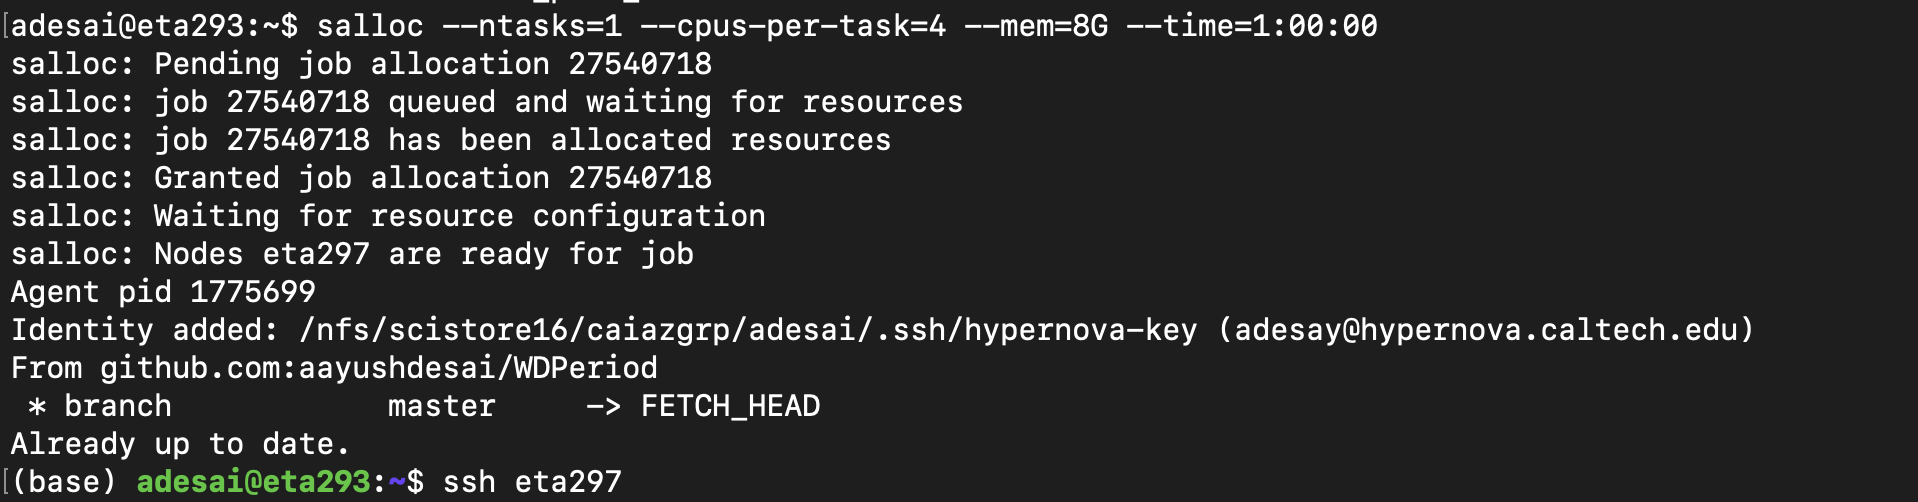 [adesai@eta293:~$ salloc --ntasks=1 --cpus-per-task=4 --mem=8G --time=1:00:00
salloc: Pending job allocation 27540718
salloc: job 27540718 queued and waiting for resources
salloc: job 27540718 has been allocated resources
salloc: Granted job allocation 27540718
salloc: Waiting for resource configuration
salloc: Nodes eta297 are ready for job
Agent pid 1775699
Identity added: /nfs/scistore16/caiazgrp/adesai/.ssh/hypernova-key (adesay@hypernova.caltech.edu)
From github.com:aayushdesai/WDPeriod
 * branch            master     -> FETCH_HEAD
Already up to date.
[(base) adesai@eta293:~$ ssh eta297